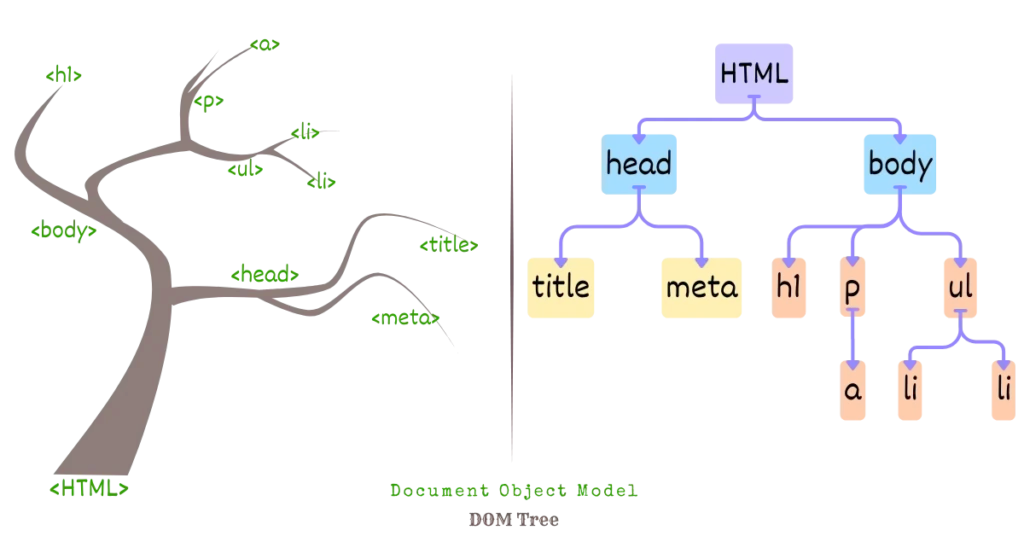 <a>
<h1>
<p>
<li>
<ul>
<li>
<body>
<title>
<head>
<meta>
<HTML>
HTML
head body
title meta h1 p ul
a li li
Document Object Model
DOM Tree